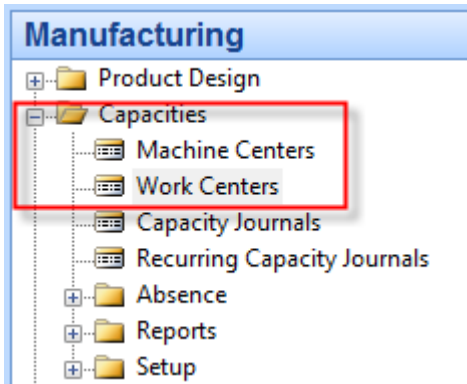 Manufacturing
Product Design
Capacities
Machine Centers
Work Centers
Capacity Journals
Recurring Capacity Journals
Absence
Reports
Setup